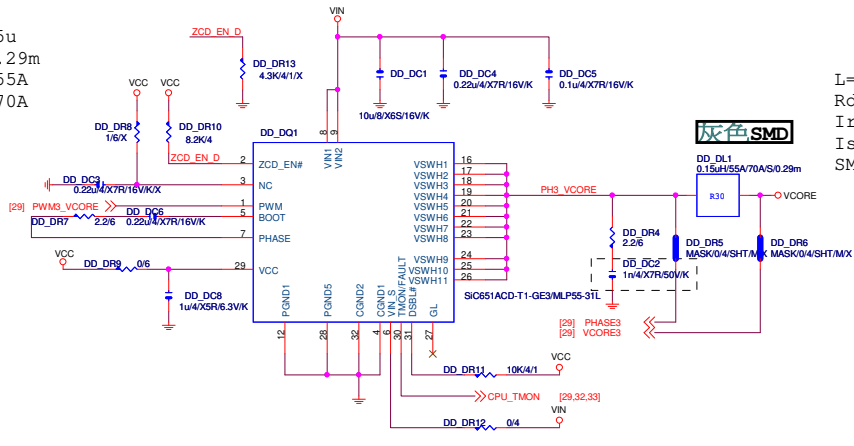 5u
.29m
55A
70A
ZCD_EN_D
VIN
DD_DR13
4.3K/4/1/X
DD_DC1
10u/8/X6S/16V/K
DD_DC4
0.22u/4/X7R/16V/K
DD_DC5
0.1u/4/X7R/16V/K
L=
Rd
Ir
Is
SM
VCC
VCC
DD_DR8
1/6/X
DD_DR10
8.2K/4
ZCD_EN_D
DD_DQ1
灰色SMD
DD_DL1
0.15uH/55A/70A/S/0.29m
R30
VCORE
DD_DC3
0.22u/4/X7R/16V/K/X
[29] PWM3_VCORE
DD_DC6
0.22u/4/X7R/16V/K
DD_DR7
2.2/6
VCC
DD_DR9
0/6
DD_DC8
1u/4/X5R/6.3V/K
8
9
VIN1
VIN2
2
ZCD_EN#
3
NC
1
PWM
5
BOOT
7
PHASE
29
VCC
VSWH1
16
VSWH2
17
VSWH3
18
VSWH4
19
VSWH5
20
VSWH6
21
VSWH7
22
VSWH8
23
VSWH9
24
VSWH10
25
VSWH11
26
PH3_VCORE
DD_DR4
2.2/6
DD_DC2
1n/4/X7R/50V/K
DD_DR5
MASK/0/4/SHT/M/X
DD_DR6
MASK/0/4/SHT/M/X
SiC651ACD-T1-GE3/MLP55-31L
PGND1
PGND5
CGND2
CGND1
VIN_S
TMON/FAULT
DSBL#
GL
12
28
32
4
6
30
31
27
[29] PHASE3
[29] VCORE3
DD_DR11
10K/4/1
VCC
CPU_TMON
[29,32,33]
VIN
DD_DR12
0/4